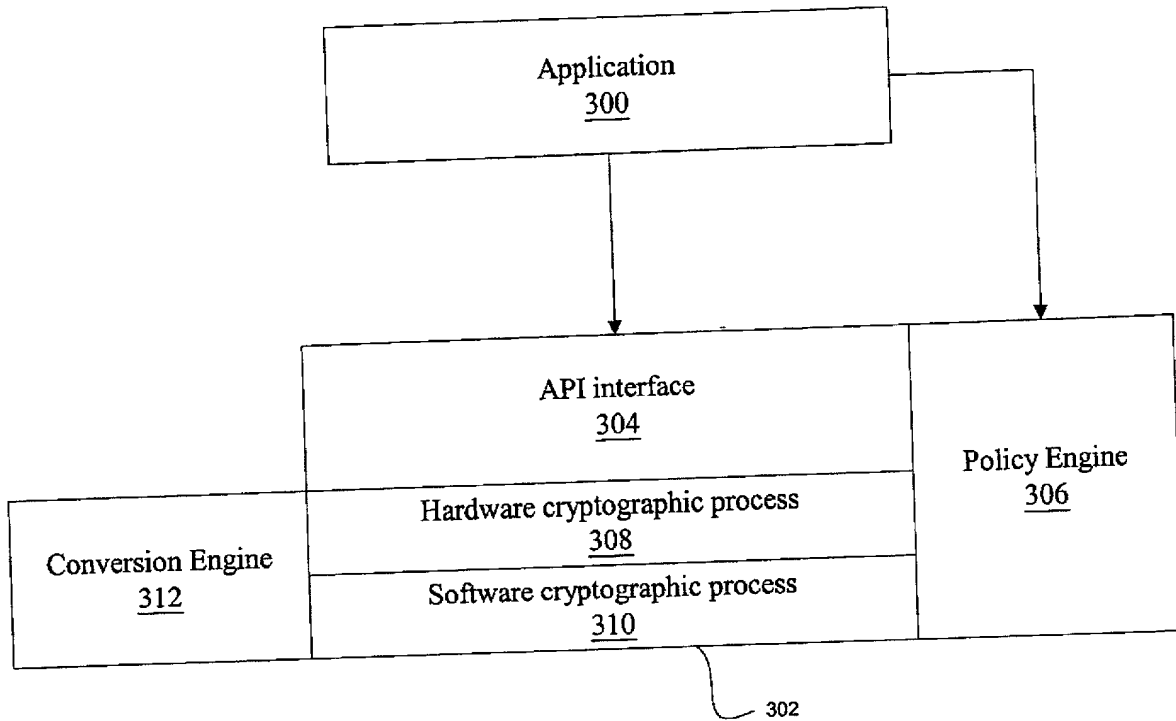 Application
300
API interface
304
Policy Engine
306
Hardware cryptographic process
308
Conversion Engine
312
Software cryptographic process
310
302